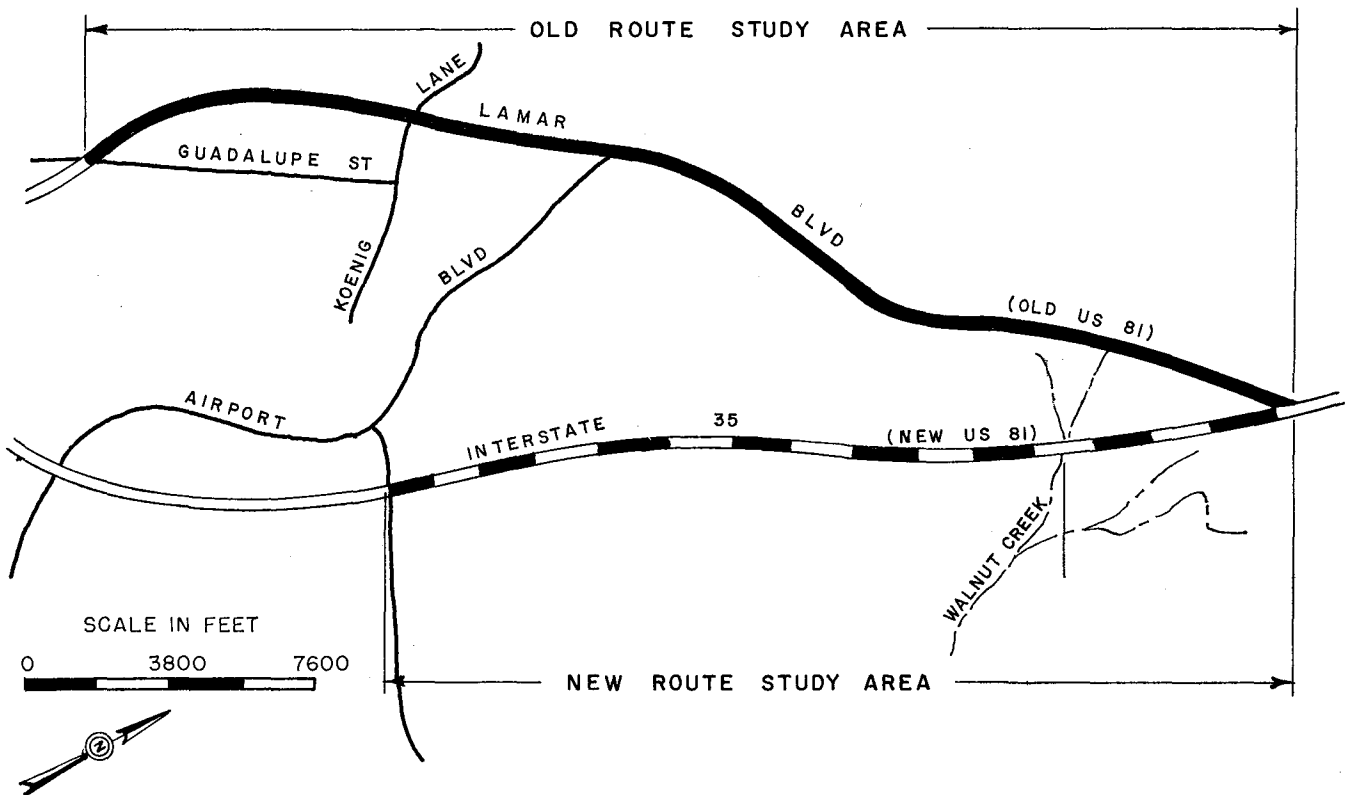 OLD ROUTE STUDY AREA
LANE
LAMAR
GUADALUPE ST
KOENIG
BLVD
BLVD
(OLD US 81)
AIRPORT
INTERSTATE 35 (NEW US 81)
WALNUT CREEK
SCALE IN FEET
0 3800 7600
NEW ROUTE STUDY AREA
N